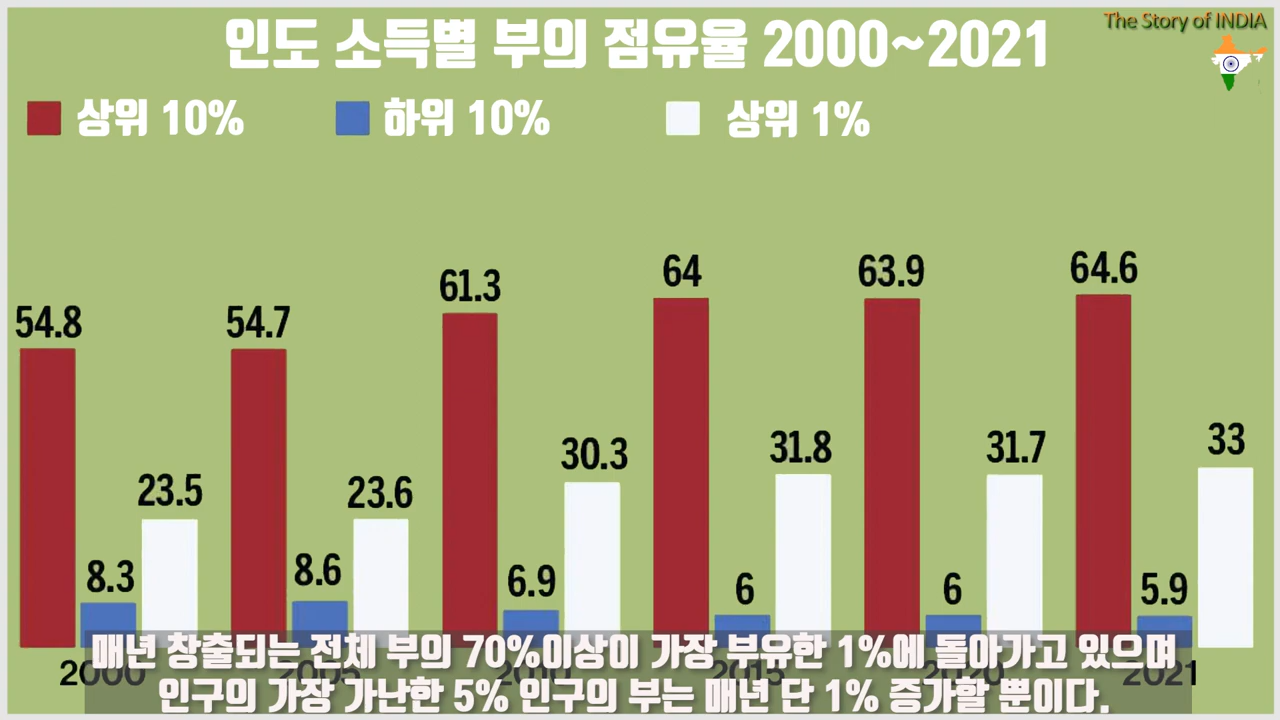 The Story of INDIA
인도 소득별 부의 점유율 2000~2021
상위 10% 하위 10% 상위 1%
54.8 8.3 23.5
54.7 8.6 23.6
61.3 6.9 30.3
64 6 31.8
63.9 6 31.7
64.6 5.9 33
2000 2005 2010 2015 2020 2021
매년 창출되는 전체 부의 70%이상이 가장 부유한 1%에 돌아가고 있으며
인구의 가장 가난한 5% 인구의 부는 매년 단 1% 증가할 뿐이다.